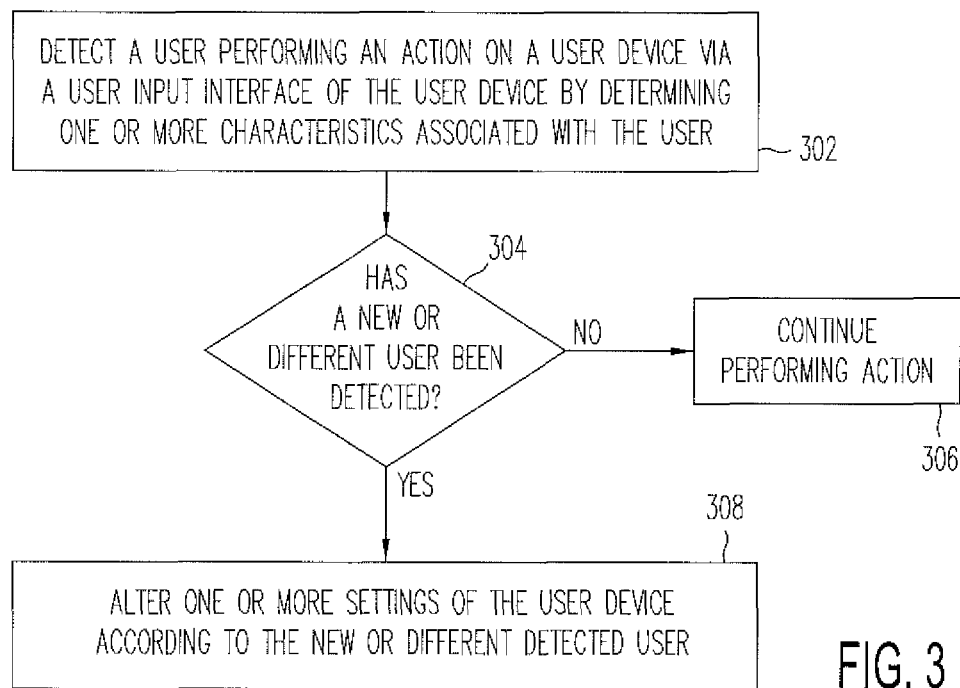 DETECT A USER PERFORMING AN ACTION ON A USER DEVICE VIA
A USER INPUT INTERFACE OF THE USER DEVICE BY DETERMINING
ONE OR MORE CHARACTERISTICS ASSOCIATED WITH THE USER
302
304
HAS
A NEW OR
DIFFERENT USER BEEN
DETECTED?
NO
CONTINUE
PERFORMING ACTION
306
YES
308
ALTER ONE OR MORE SETTINGS OF THE USER DEVICE
ACCORDING TO THE NEW OR DIFFERENT DETECTED USER
FIG. 3